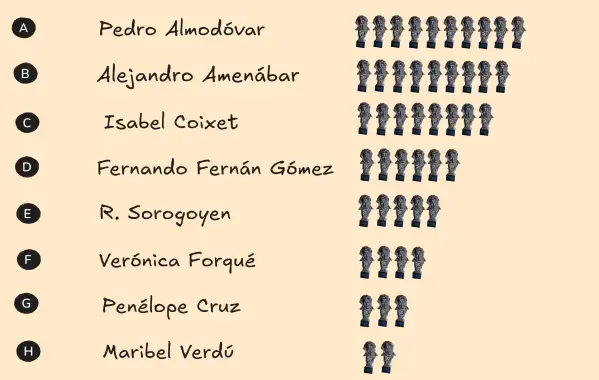 A Pedro Almodóvar
B Alejandro Amenábar
C Isabel Coixet
D Fernando Fernán Gómez
E R. Sorogoyen
F Verónica Forqué
G Penélope Cruz
H Maribel Verdú